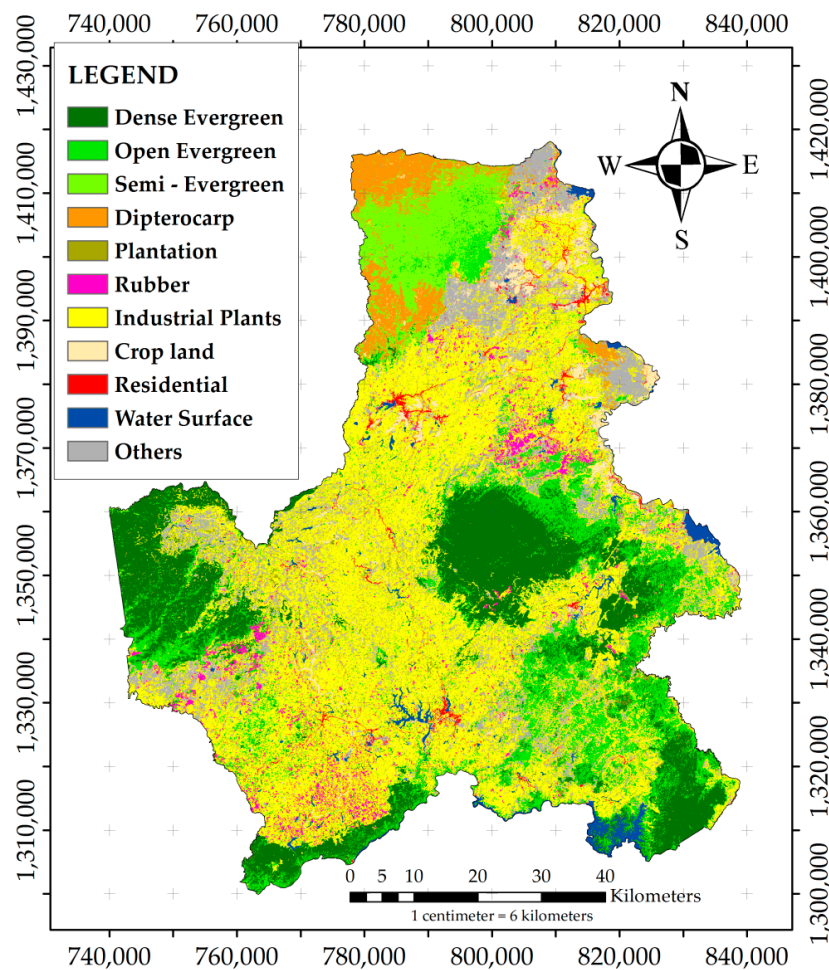 740,000 760,000 780,000 800,000 820,000 840,000
1,430,000
1,420,000
1,410,000
1,400,000
1,390,000
1,380,000
1,370,000
1,360,000
1,350,000
1,340,000
1,330,000
1,320,000
1,310,000
1,300,000
LEGEND
Dense Evergreen
Open Evergreen
Semi - Evergreen
Dipterocarp
Plantation
Rubber
Industrial Plants
Crop land
Residential
Water Surface
Others
N
W E
S
0 5 10 20 30 40
Kilometers
1 centimeter = 6 kilometers
740,000 760,000 780,000 800,000 820,000 840,000